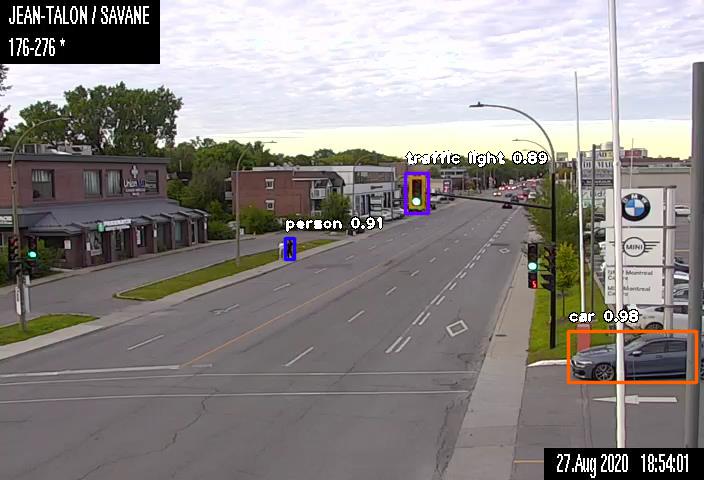 JEAN-TALON / SAVANE
176-276 *
traffic light 0.89
person 0.91
car 0.98
BMW
MINI
27.Aug 2020 18:54:01